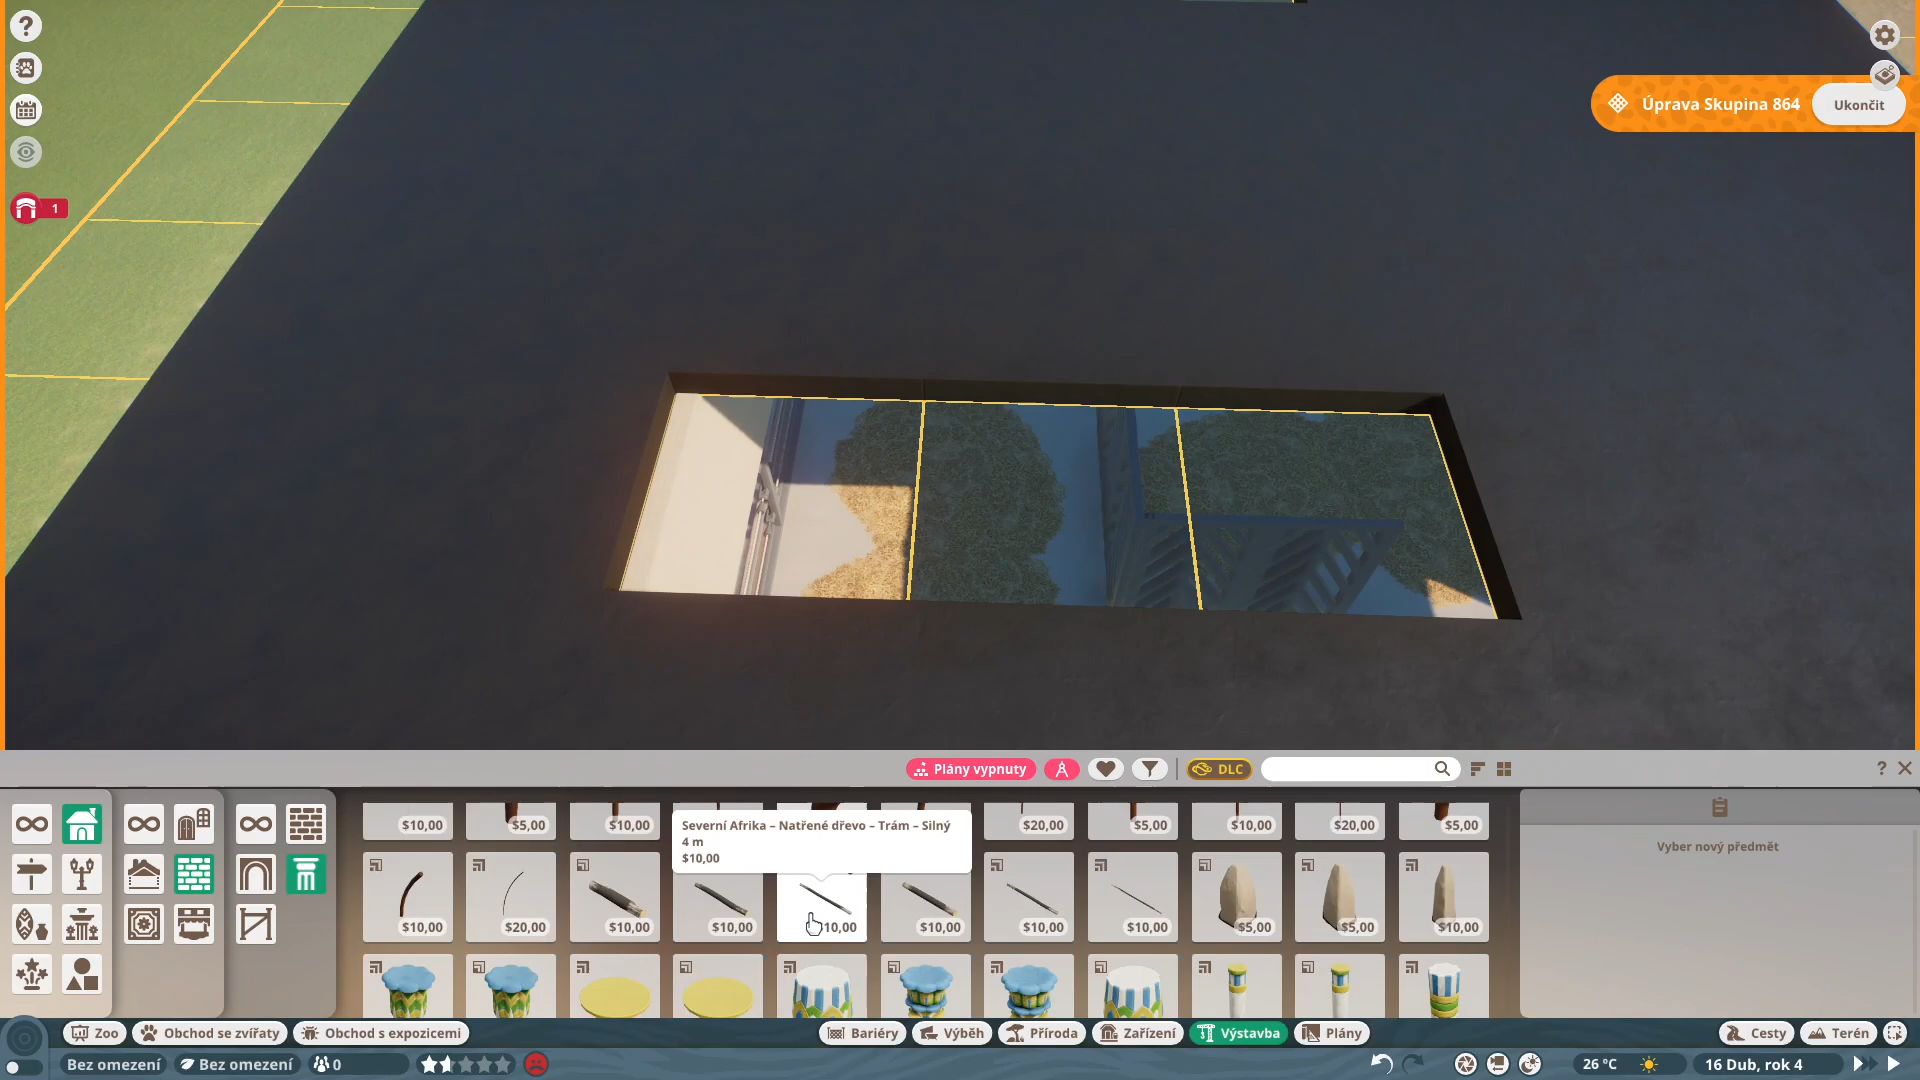 Úprava Skupina 864
Ukončit
1
Plány vypnuty
DLC
$10,00
$5,00
$10,00
$20,00
$5,00
$10,00
$20,00
$5,00
Severní Afrika – Natřené dřevo – Trám – Silný
4 m
$10,00
$10,00
$20,00
$10,00
$10,00
10,00
$10,00
$10,00
$10,00
$5,00
$5,00
$10,00
Vyber nový předmět
Zoo
Obchod se zvířaty
Obchod s expozicemi
Bariéry
Výběh
Příroda
Zařízení
Výstavba
Plány
Cesty
Terén
Bez omezení
Bez omezení
0
26 °C
16 Dub, rok 4